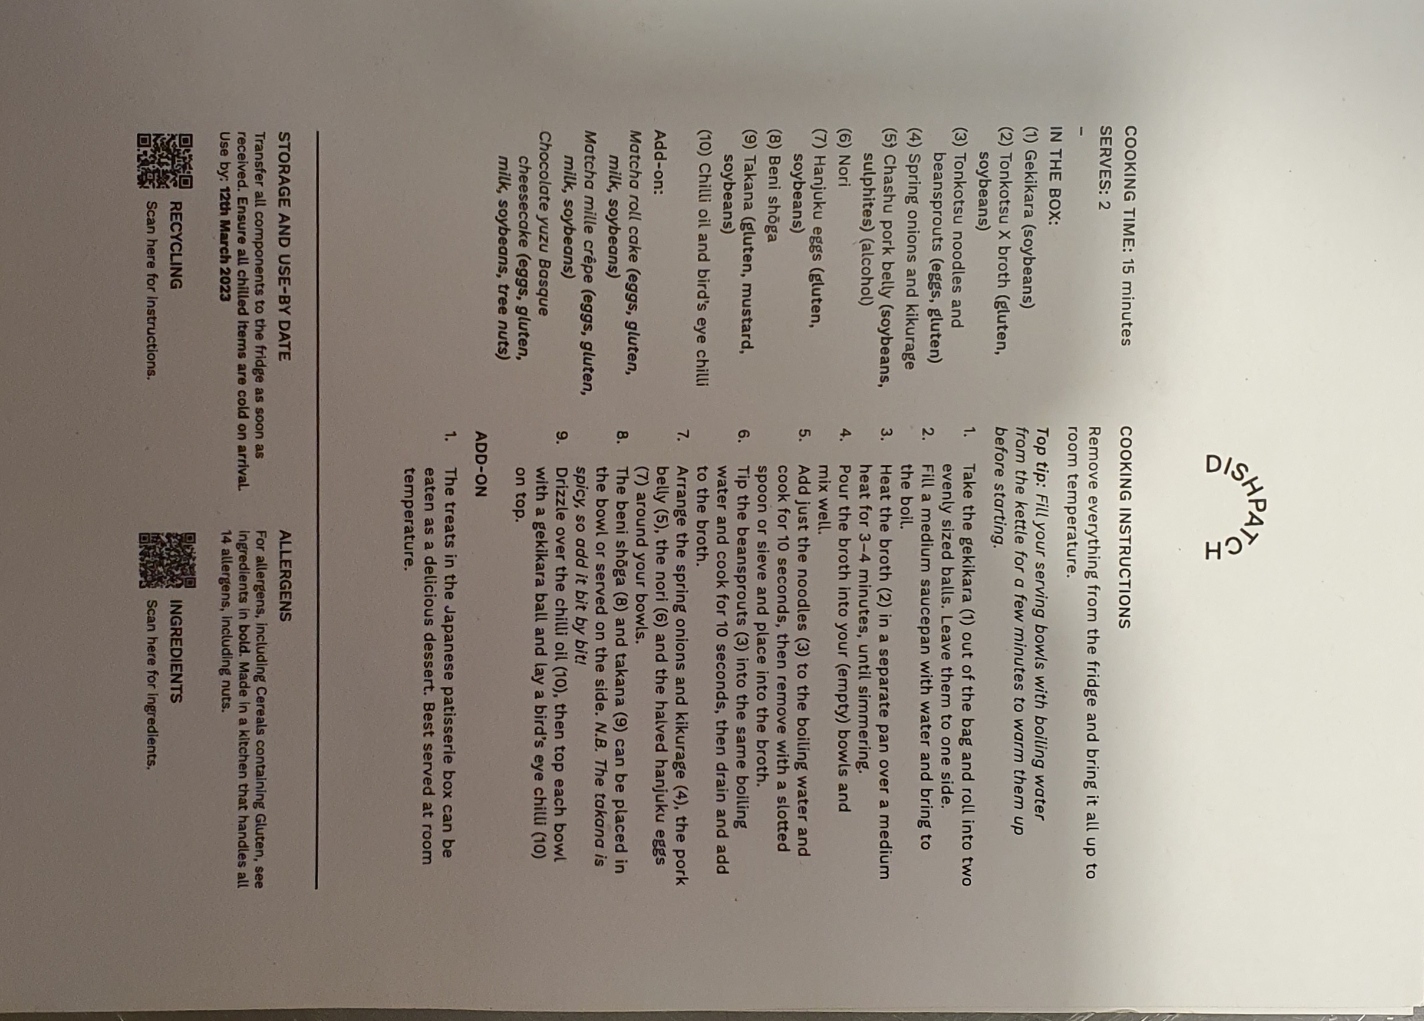 DISHPATCH
COOKING TIME: 15 minutes
SERVES: 2
–
IN THE BOX:
(1) Gekikara (soybeans)
(2) Tonkotsu X broth (gluten,
soybeans)
(3) Tonkotsu noodles and
beansprouts (eggs, gluten)
(4) Spring onions and kikurage
(5) Chashu pork belly (soybeans,
sulphites) (alcohol)
(6) Nori
(7) Hanjuku eggs (gluten,
soybeans)
(8) Beni shōga
(9) Takana (gluten, mustard,
soybeans)
(10) Chilli oil and bird's eye chilli
Add-on:
Matcha roll cake (eggs, gluten,
milk, soybeans)
Matcha mille crêpe (eggs, gluten,
milk, soybeans)
Chocolate yuzu Basque
cheesecake (eggs, gluten,
milk, soybeans, tree nuts)
COOKING INSTRUCTIONS
Remove everything from the fridge and bring it all up to
room temperature.
Top tip: Fill your serving bowls with boiling water
from the kettle for a few minutes to warm them up
before starting.
1. Take the gekikara (1) out of the bag and roll into two
evenly sized balls. Leave them to one side.
2. Fill a medium saucepan with water and bring to
the boil.
3. Heat the broth (2) in a separate pan over a medium
heat for 3–4 minutes, until simmering.
4. Pour the broth into your (empty) bowls and
mix well.
5. Add just the noodles (3) to the boiling water and
cook for 10 seconds, then remove with a slotted
spoon or sieve and place into the broth.
6. Tip the beansprouts (3) into the same boiling
water and cook for 10 seconds, then drain and add
to the broth.
7. Arrange the spring onions and kikurage (4), the pork
belly (5), the nori (6) and the halved hanjuku eggs
(7) around your bowls.
8. The beni shōga (8) and takana (9) can be placed in
the bowl or served on the side. N.B. The takana is
spicy, so add it bit by bit!
9. Drizzle over the chilli oil (10), then top each bowl
with a gekikara ball and lay a bird's eye chilli (10)
on top.
ADD-ON
1. The treats in the Japanese patisserie box can be
eaten as a delicious dessert. Best served at room
temperature.
STORAGE AND USE-BY DATE
Transfer all components to the fridge as soon as
received. Ensure all chilled items are cold on arrival.
Use by: 12th March 2023
RECYCLING
Scan here for instructions.
ALLERGENS
For allergens, including Cereals containing Gluten, see
ingredients in bold. Made in a kitchen that handles all
14 allergens, including nuts.
INGREDIENTS
Scan here for ingredients.